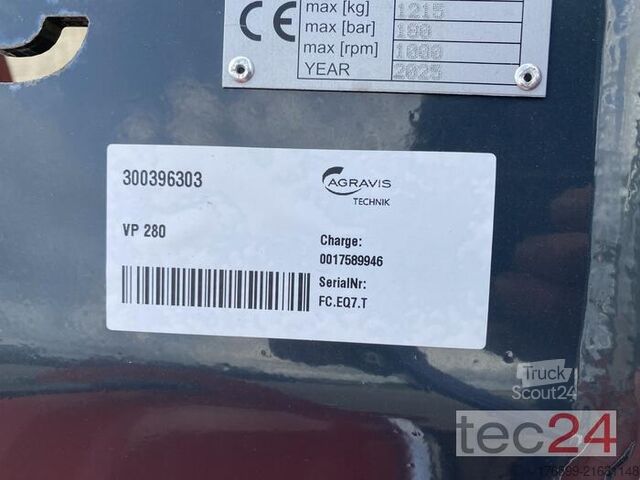 CE
max [kg] 1215
max [bar] 180
max [rpm] 1000
YEAR 2025
300396303
AGRAVIS
TECHNIK
VP 280
Charge:
0017589946
SerialNr:
FC.EQ7.T
Truck
Scout24
tec24